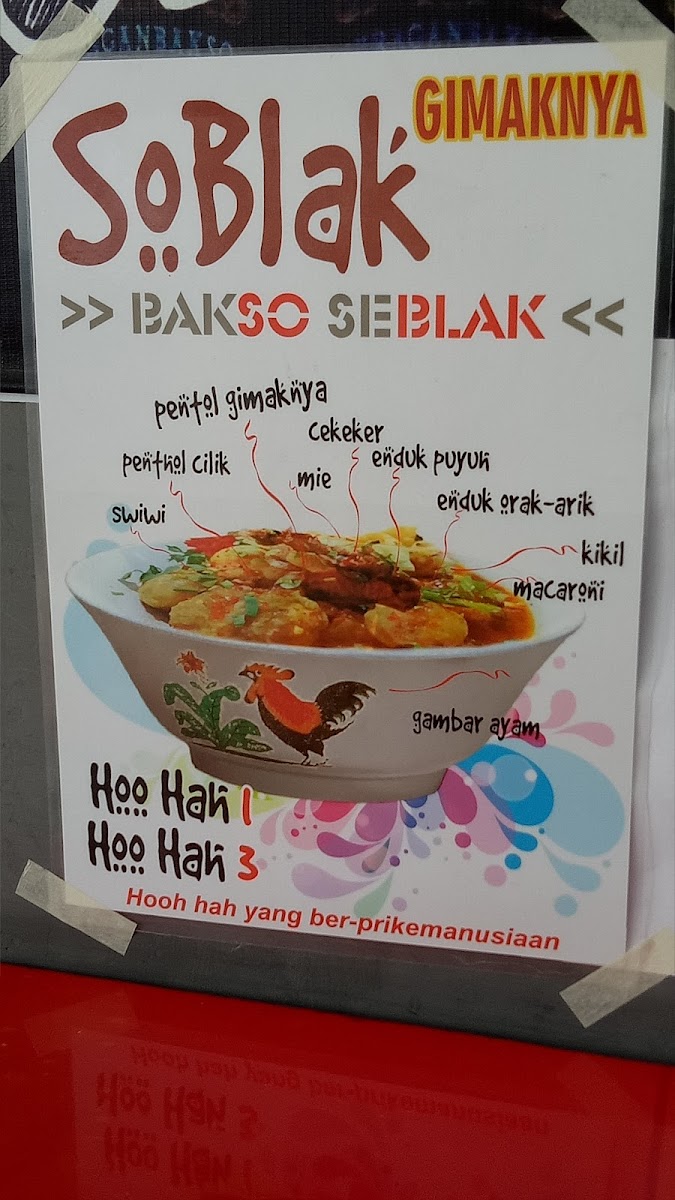 SoBlak
GIMAKNYA
>> BAKSO SEBLAK <<
pentol gimaknya
cekeker
penthol cilik
mie
enduk puyuh
swiwi
enduk orak-arik
kikil
macaroni
gambar ayam
Hoo Hah 1
Hoo Hah 3
Hooh hah yang ber-prikemanusiaan